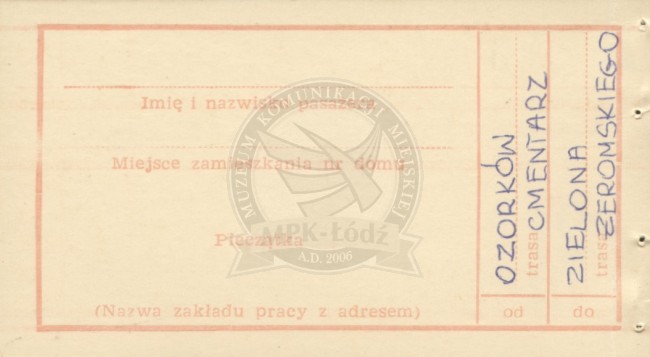 Imię i nazwisko pasażera
Miejsce zamieszkania nr domu
Pieczątka
(Nazwa zakładu pracy z adresem)
OZORKÓW
CMENTARZ
trasa
od
ZIELONA
ŻEROMSKIEGO
trasa
do
MUZEUM KOMUNIKACJI MIEJSKIEJ
MPK-Łódź
A.D. 2006